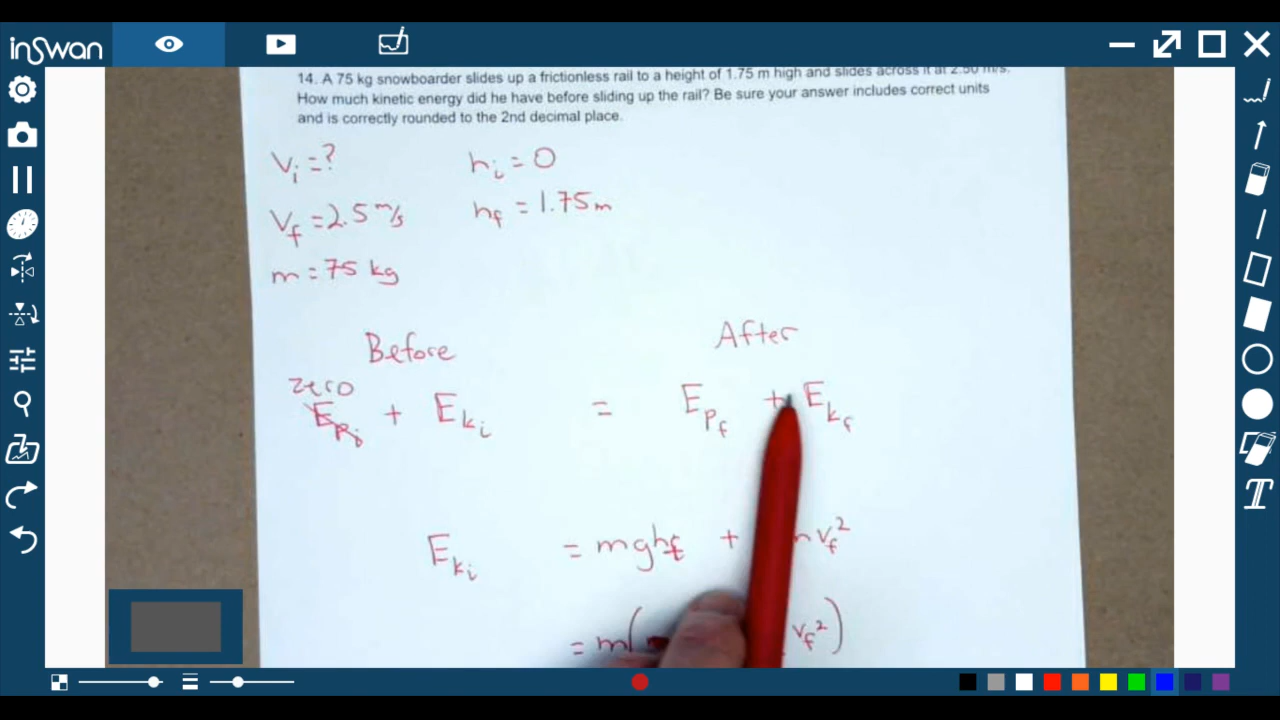 inSwan
14. A 75 kg snowboarder slides up a frictionless rail to a height of 1.75 m high and slides across it at 2.50 m/s.
How much kinetic energy did he have before sliding up the rail? Be sure your answer includes correct units
and is correctly rounded to the 2nd decimal place.
Vi = ? hi = 0
Vf = 2.5 m/s hf = 1.75m
m = 75 kg
Before After
zero
EPi + Eki = EPf + Ekf
Eki = mghf + m vf²
= m( vf²)
T